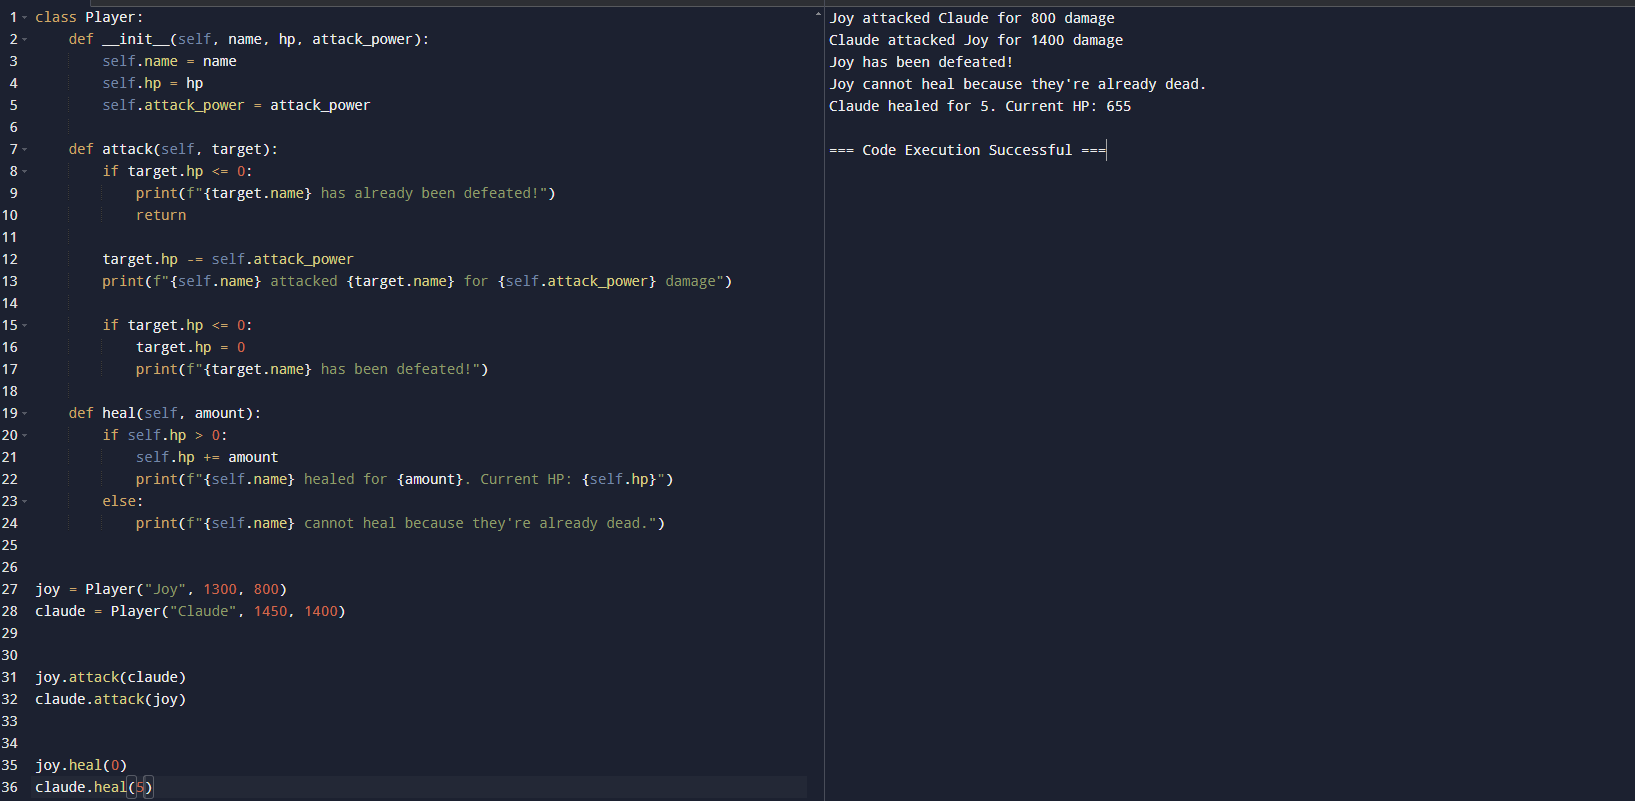 1 class Player:
2     def __init__(self, name, hp, attack_power):
3         self.name = name
4         self.hp = hp
5         self.attack_power = attack_power
6
7     def attack(self, target):
8         if target.hp <= 0:
9             print(f"{target.name} has already been defeated!")
10             return
11
12         target.hp -= self.attack_power
13         print(f"{self.name} attacked {target.name} for {self.attack_power} damage")
14
15         if target.hp <= 0:
16             target.hp = 0
17             print(f"{target.name} has been defeated!")
18
19     def heal(self, amount):
20         if self.hp > 0:
21             self.hp += amount
22             print(f"{self.name} healed for {amount}. Current HP: {self.hp}")
23         else:
24             print(f"{self.name} cannot heal because they're already dead.")
25
26
27 joy = Player("Joy", 1300, 800)
28 claude = Player("Claude", 1450, 1400)
29
30
31 joy.attack(claude)
32 claude.attack(joy)
33
34
35 joy.heal(0)
36 claude.heal(5)
Joy attacked Claude for 800 damage
Claude attacked Joy for 1400 damage
Joy has been defeated!
Joy cannot heal because they're already dead.
Claude healed for 5. Current HP: 655

=== Code Execution Successful ===